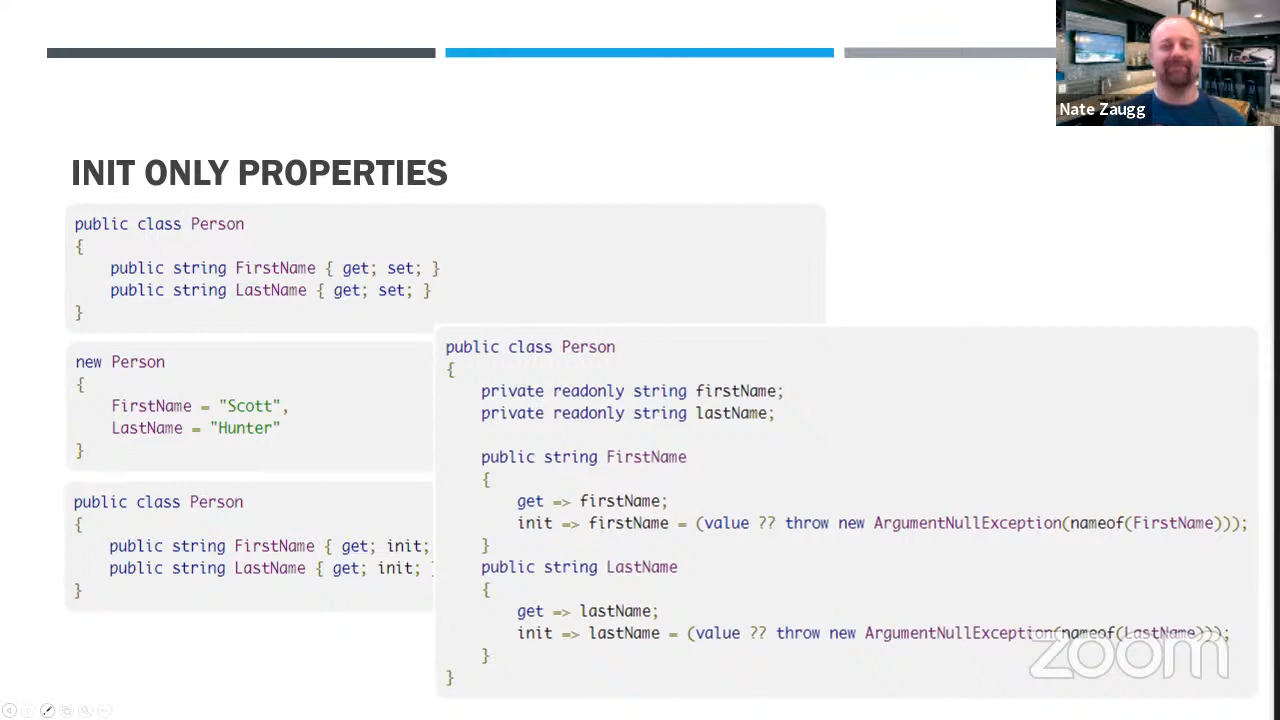 Nate Zaugg
INIT ONLY PROPERTIES
public class Person
{
public string FirstName { get; set; }
public string LastName { get; set; }
}
new Person
{
FirstName = "Scott",
LastName = "Hunter"
}
public class Person
{
public string FirstName { get; init;
public string LastName { get; init;
}
public class Person
{
private readonly string firstName;
private readonly string lastName;
public string FirstName
{
get => firstName;
init => firstName = (value ?? throw new ArgumentNullException(nameof(FirstName)));
}
public string LastName
{
get => lastName;
init => lastName = (value ?? throw new ArgumentNullException(nameof(LastName)));
}
}
zoom